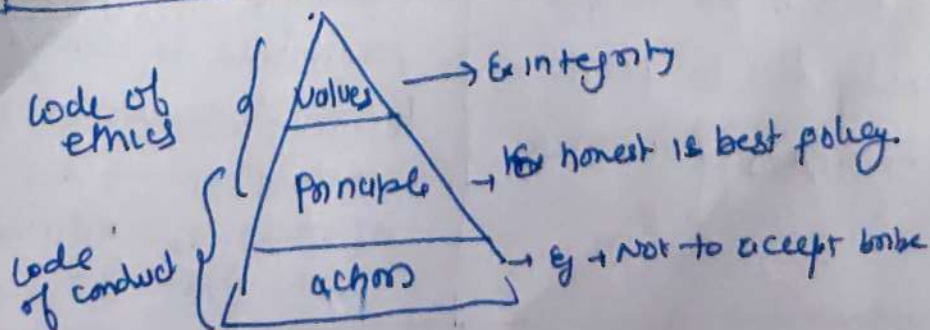 code of ethics
values → Ex integrity
Principle → honest is best policy.
code of conduct
actions → eg → Not to accept bribe